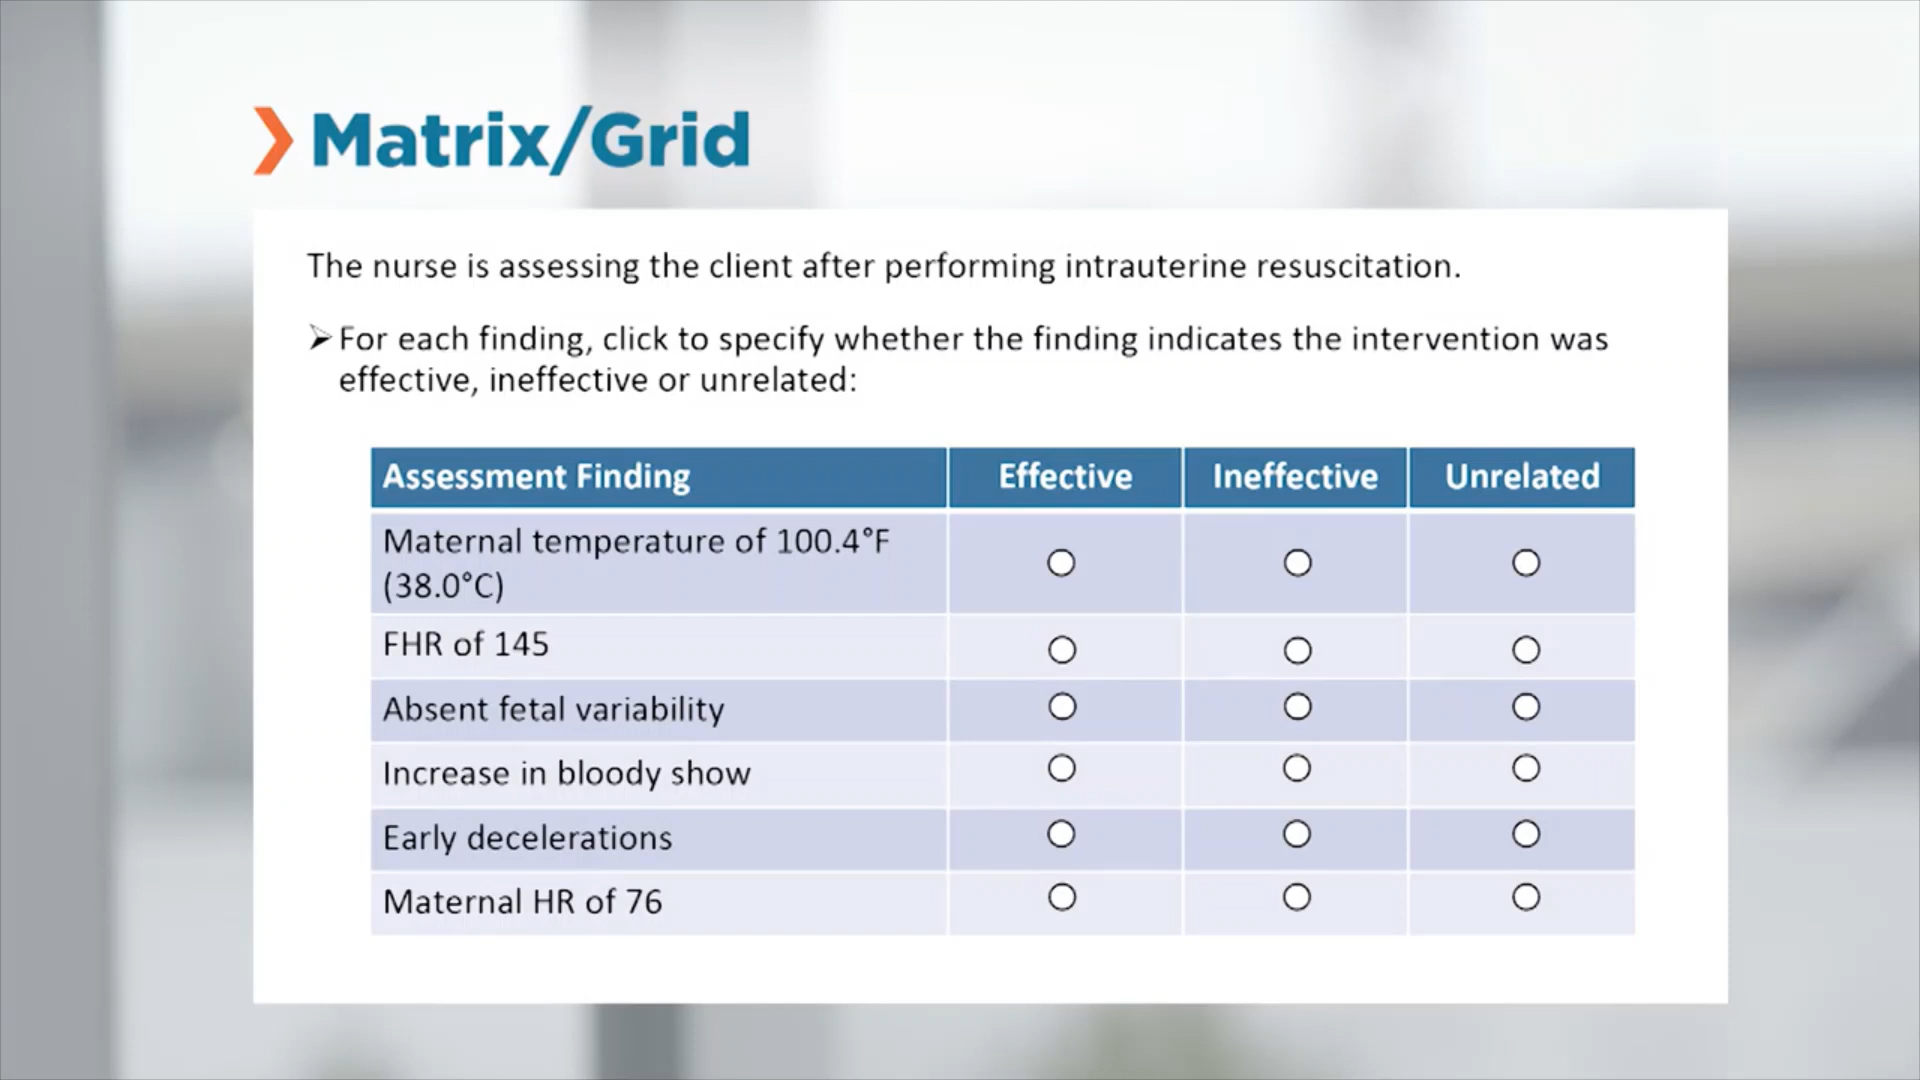 Matrix/Grid
The nurse is assessing the client after performing intrauterine resuscitation.
For each finding, click to specify whether the finding indicates the intervention was
effective, ineffective or unrelated:
Assessment Finding Effective Ineffective Unrelated
Maternal temperature of 100.4°F
(38.0°C)
FHR of 145
Absent fetal variability
Increase in bloody show
Early decelerations
Maternal HR of 76